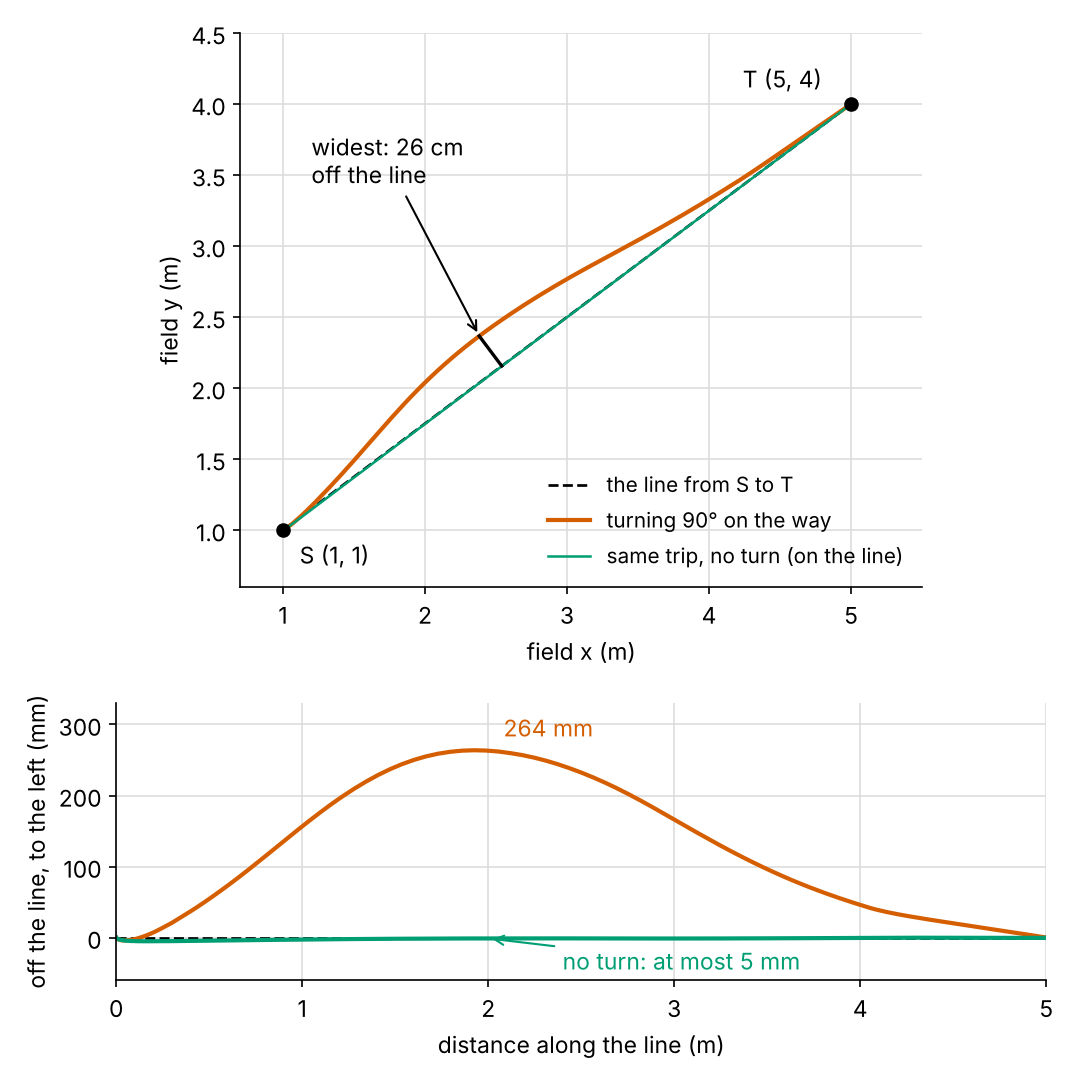 4.5
4.0
3.5
3.0
2.5
2.0
1.5
1.0
field y (m)
T (5, 4)
widest: 26 cm
off the line
the line from S to T
turning 90° on the way
same trip, no turn (on the line)
S (1, 1)
1
2
3
4
5
field x (m)
off the line, to the left (mm)
300
200
100
0
264 mm
no turn: at most 5 mm
0
1
2
3
4
5
distance along the line (m)